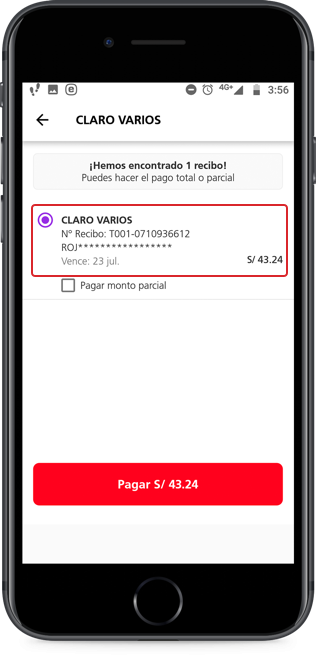 4G+ 3:56
CLARO VARIOS
¡Hemos encontrado 1 recibo!
Puedes hacer el pago total o parcial
CLARO VARIOS
Nº Recibo: T001-0710936612
ROJ*****************
Vence: 23 jul.
S/ 43.24
Pagar monto parcial
Pagar S/ 43.24